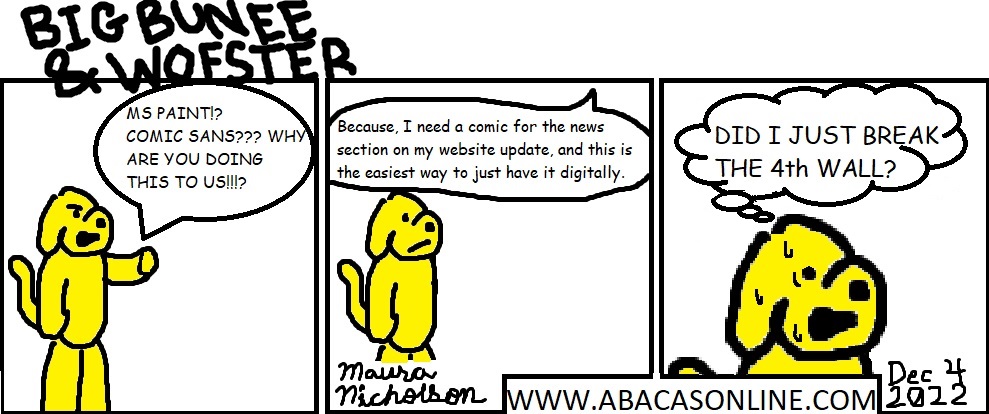 BIG BUNEE
& WOFSTER
MS PAINT!?
COMIC SANS??? WHY
ARE YOU DOING
THIS TO US!!!?
Because, I need a comic for the news
section on my website update, and this is
the easiest way to just have it digitally.
DID I JUST BREAK
THE 4th WALL?
Maura
Nicholson
WWW.ABACASONLINE.COM
Dec 4
2022